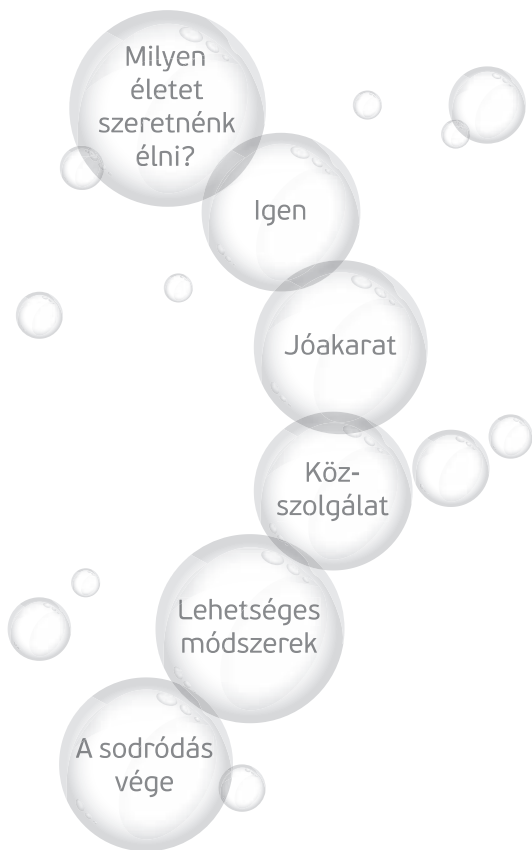 Milyen
életet
szeretnénk
élni?
Igen
Jóakarat
Köz-
szolgálat
Lehetséges
módszerek
A sodródás
vége